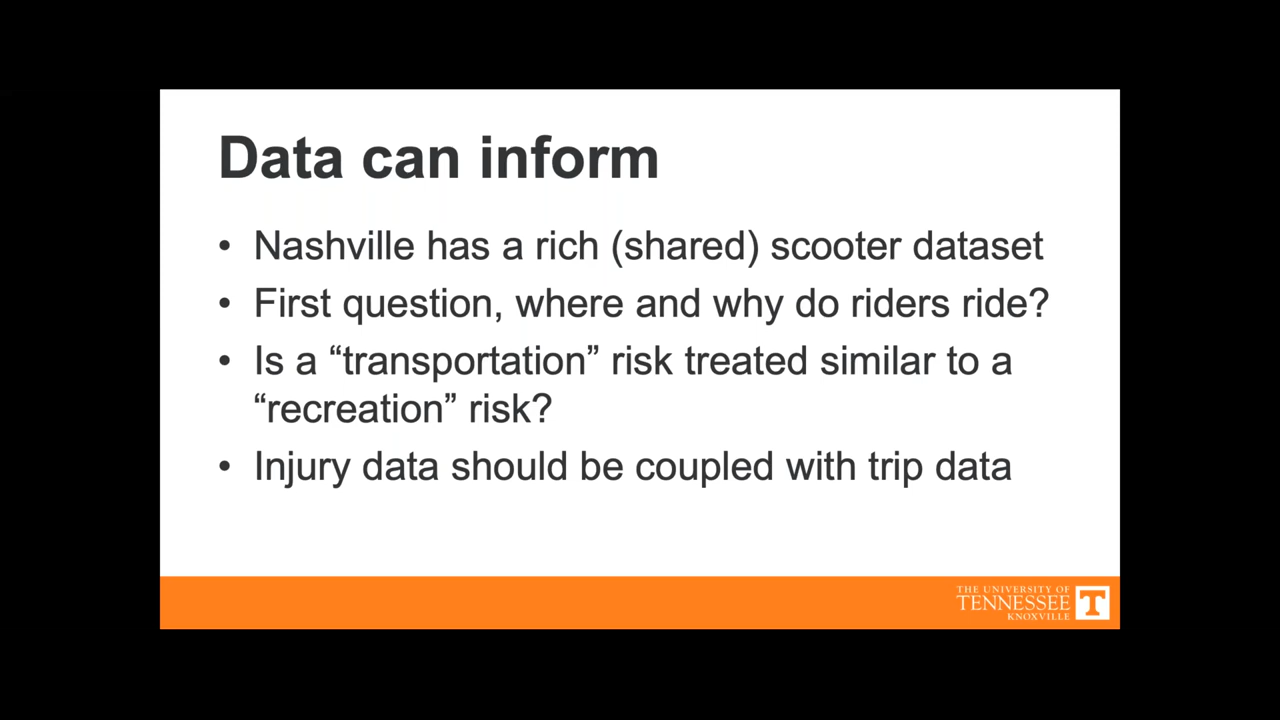 Data can inform
• Nashville has a rich (shared) scooter dataset
• First question, where and why do riders ride?
• Is a “transportation” risk treated similar to a
“recreation” risk?
• Injury data should be coupled with trip data
THE UNIVERSITY OF
TENNESSEE
KNOXVILLE
T